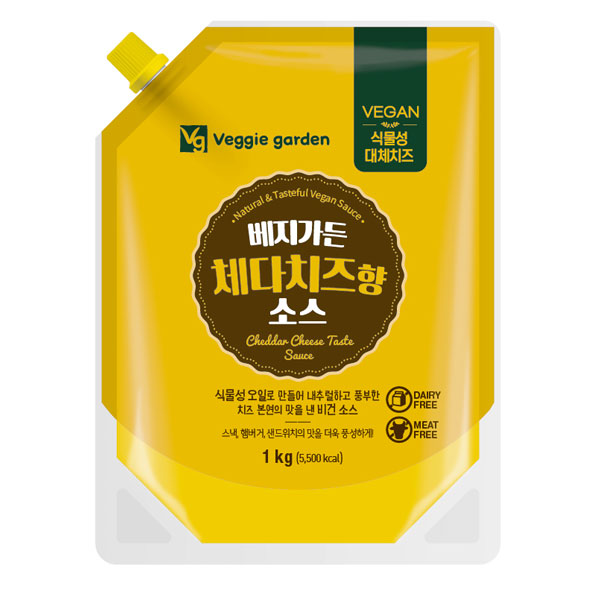 VEGAN
식물성
대체치즈
Vg Veggie garden
• Natural & Tasteful Vegan Sauce •
베지가든
체다치즈향
소스
Cheddar Cheese Taste
Sauce
식물성 오일로 만들어 내추럴하고 풍부한
치즈 본연의 맛을 낸 비건 소스
스낵, 햄버거, 샌드위치의 맛을 더욱 풍성하게!
1 kg (5,500 kcal)
DAIRY
FREE
MEAT
FREE